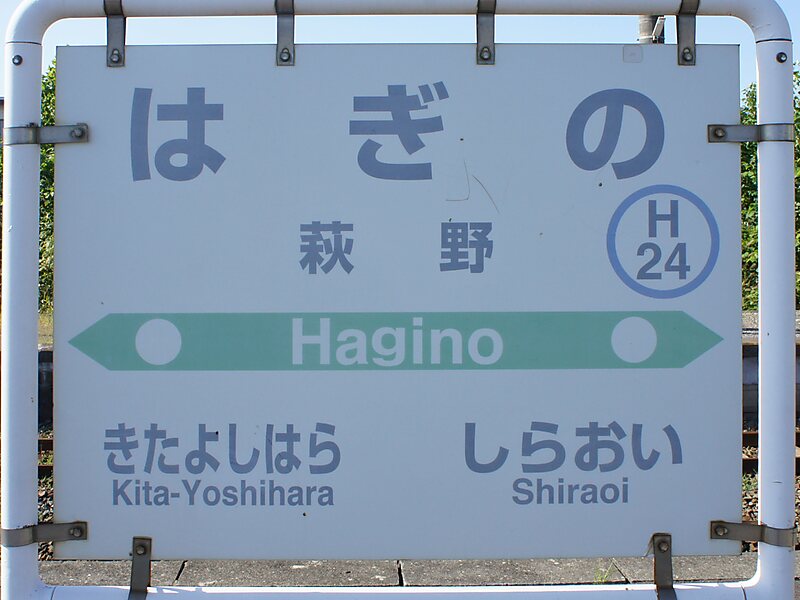 はぎの
萩野
H
24
Hagino
きたよしはら
Kita-Yoshihara
しらおい
Shiraoi